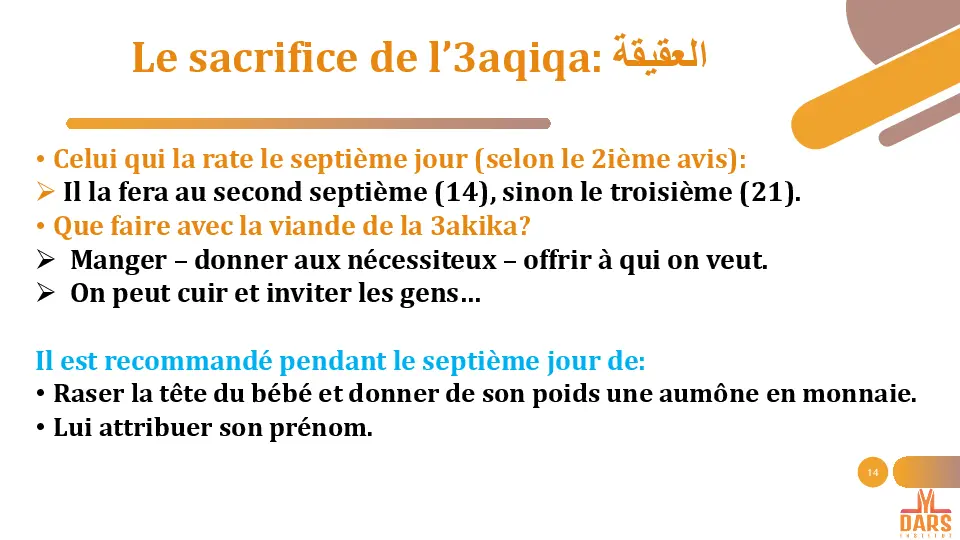 Le sacrifice de l’3aqiqa: العقيقة
• Celui qui la rate le septième jour (selon le 2ième avis):
➢ Il la fera au second septième (14), sinon le troisième (21).
• Que faire avec la viande de la 3akika?
➢ Manger – donner aux nécessiteux – offrir à qui on veut.
➢ On peut cuir et inviter les gens…
Il est recommandé pendant le septième jour de:
• Raser la tête du bébé et donner de son poids une aumône en monnaie.
• Lui attribuer son prénom.
14
DARS
INSTITUT